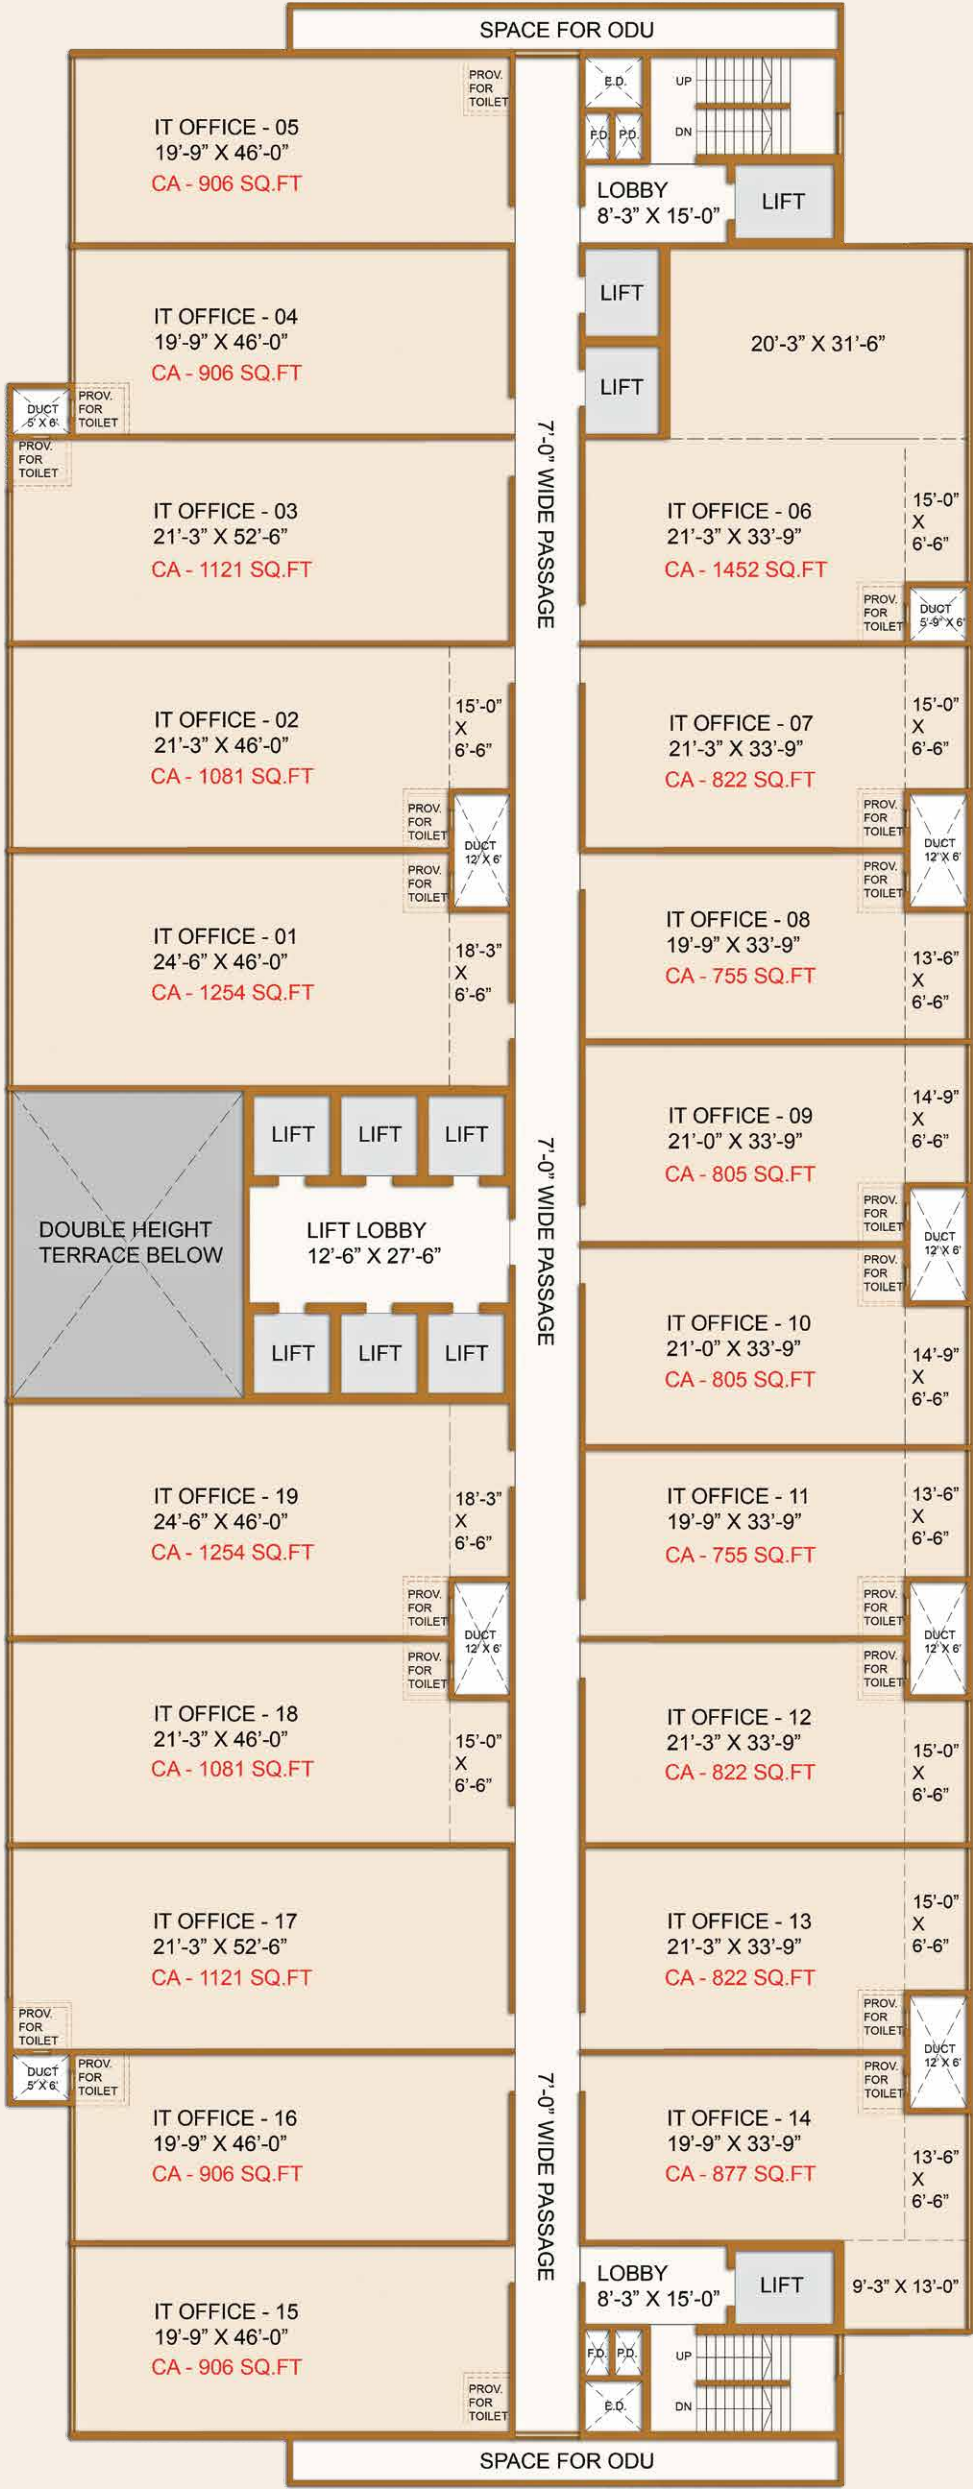 SPACE FOR ODU
PROV.
FOR
TOILET
IT OFFICE - 05
19'-9" X 46'-0"
CA - 906 SQ.FT
E.D.
F.D.
P.D.
UP
DN
LOBBY
8'-3" X 15'-0"
LIFT
IT OFFICE - 04
19'-9" X 46'-0"
CA - 906 SQ.FT
LIFT
LIFT
20'-3" X 31'-6"
DUCT
5' X 6'
PROV.
FOR
TOILET
PROV.
FOR
TOILET
IT OFFICE - 03
21'-3" X 52'-6"
CA - 1121 SQ.FT
7'-0" WIDE PASSAGE
IT OFFICE - 06
21'-3" X 33'-9"
CA - 1452 SQ.FT
15'-0"
X
6'-6"
PROV.
FOR
TOILET
DUCT
5'-9" X 6'
IT OFFICE - 02
21'-3" X 46'-0"
CA - 1081 SQ.FT
15'-0"
X
6'-6"
PROV.
FOR
TOILET
DUCT
12' X 6'
IT OFFICE - 07
21'-3" X 33'-9"
CA - 822 SQ.FT
15'-0"
X
6'-6"
PROV.
FOR
TOILET
DUCT
12' X 6'
PROV.
FOR
TOILET
IT OFFICE - 01
24'-6" X 46'-0"
CA - 1254 SQ.FT
18'-3"
X
6'-6"
PROV.
FOR
TOILET
IT OFFICE - 08
19'-9" X 33'-9"
CA - 755 SQ.FT
13'-6"
X
6'-6"
IT OFFICE - 09
21'-0" X 33'-9"
CA - 805 SQ.FT
14'-9"
X
6'-6"
PROV.
FOR
TOILET
DUCT
12' X 6'
LIFT
LIFT
LIFT
DOUBLE HEIGHT
TERRACE BELOW
LIFT LOBBY
12'-6" X 27'-6"
7'-0" WIDE PASSAGE
LIFT
LIFT
LIFT
PROV.
FOR
TOILET
IT OFFICE - 10
21'-0" X 33'-9"
CA - 805 SQ.FT
14'-9"
X
6'-6"
IT OFFICE - 19
24'-6" X 46'-0"
CA - 1254 SQ.FT
18'-3"
X
6'-6"
PROV.
FOR
TOILET
DUCT
12' X 6'
IT OFFICE - 11
19'-9" X 33'-9"
CA - 755 SQ.FT
13'-6"
X
6'-6"
PROV.
FOR
TOILET
DUCT
12' X 6'
PROV.
FOR
TOILET
IT OFFICE - 18
21'-3" X 46'-0"
CA - 1081 SQ.FT
15'-0"
X
6'-6"
PROV.
FOR
TOILET
IT OFFICE - 12
21'-3" X 33'-9"
CA - 822 SQ.FT
15'-0"
X
6'-6"
IT OFFICE - 17
21'-3" X 52'-6"
CA - 1121 SQ.FT
PROV.
FOR
TOILET
IT OFFICE - 13
21'-3" X 33'-9"
CA - 822 SQ.FT
15'-0"
X
6'-6"
PROV.
FOR
TOILET
DUCT
12' X 6'
DUCT
5' X 6'
PROV.
FOR
TOILET
IT OFFICE - 16
19'-9" X 46'-0"
CA - 906 SQ.FT
7'-0" WIDE PASSAGE
PROV.
FOR
TOILET
IT OFFICE - 14
19'-9" X 33'-9"
CA - 877 SQ.FT
13'-6"
X
6'-6"
LOBBY
8'-3" X 15'-0"
LIFT
9'-3" X 13'-0"
IT OFFICE - 15
19'-9" X 46'-0"
CA - 906 SQ.FT
PROV.
FOR
TOILET
F.D.
P.D.
E.D.
UP
DN
SPACE FOR ODU